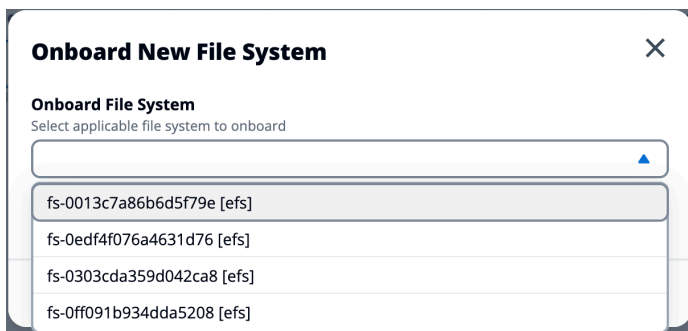 Onboard New File System
Onboard File System
Select applicable file system to onboard
fs-0013c7a86b6d5f79e [efs]
fs-0edf4f076a4631d76 [efs]
fs-0303cda359d042ca8 [efs]
fs-0ff091b934dda5208 [efs]